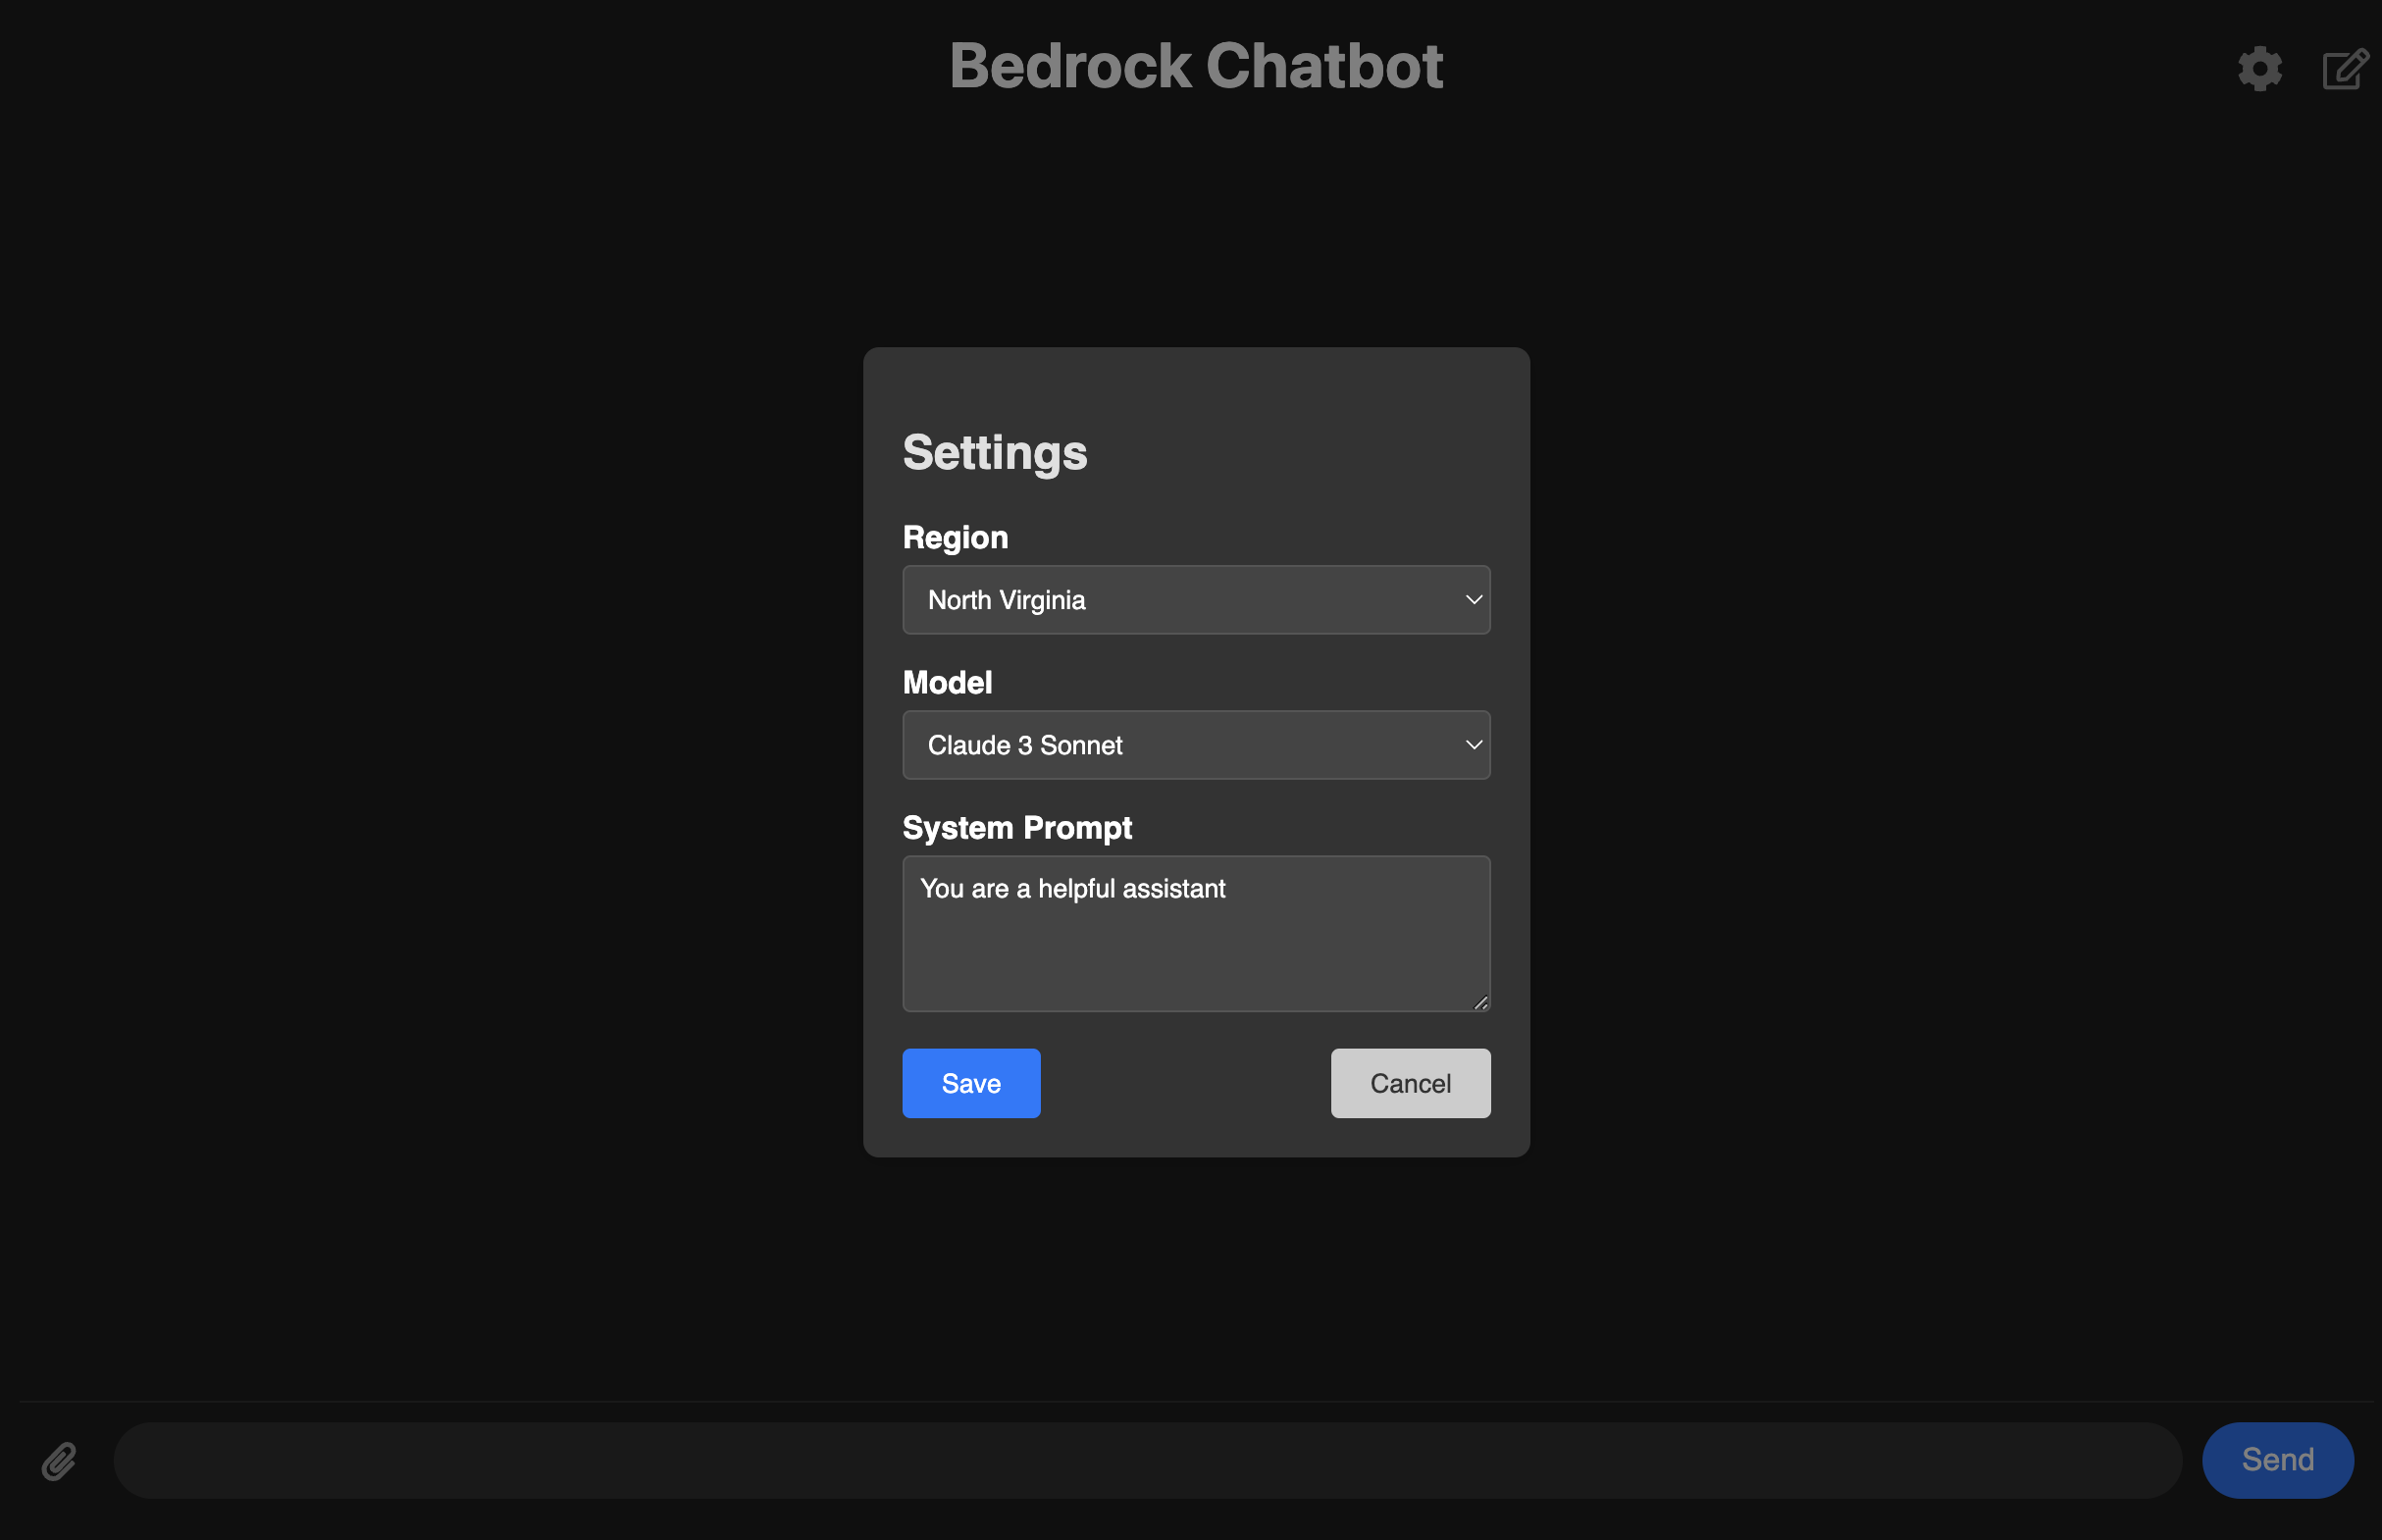 Bedrock Chatbot
Settings
Region
North Virginia
Model
Claude 3 Sonnet
System Prompt
You are a helpful assistant
Save
Cancel
Send